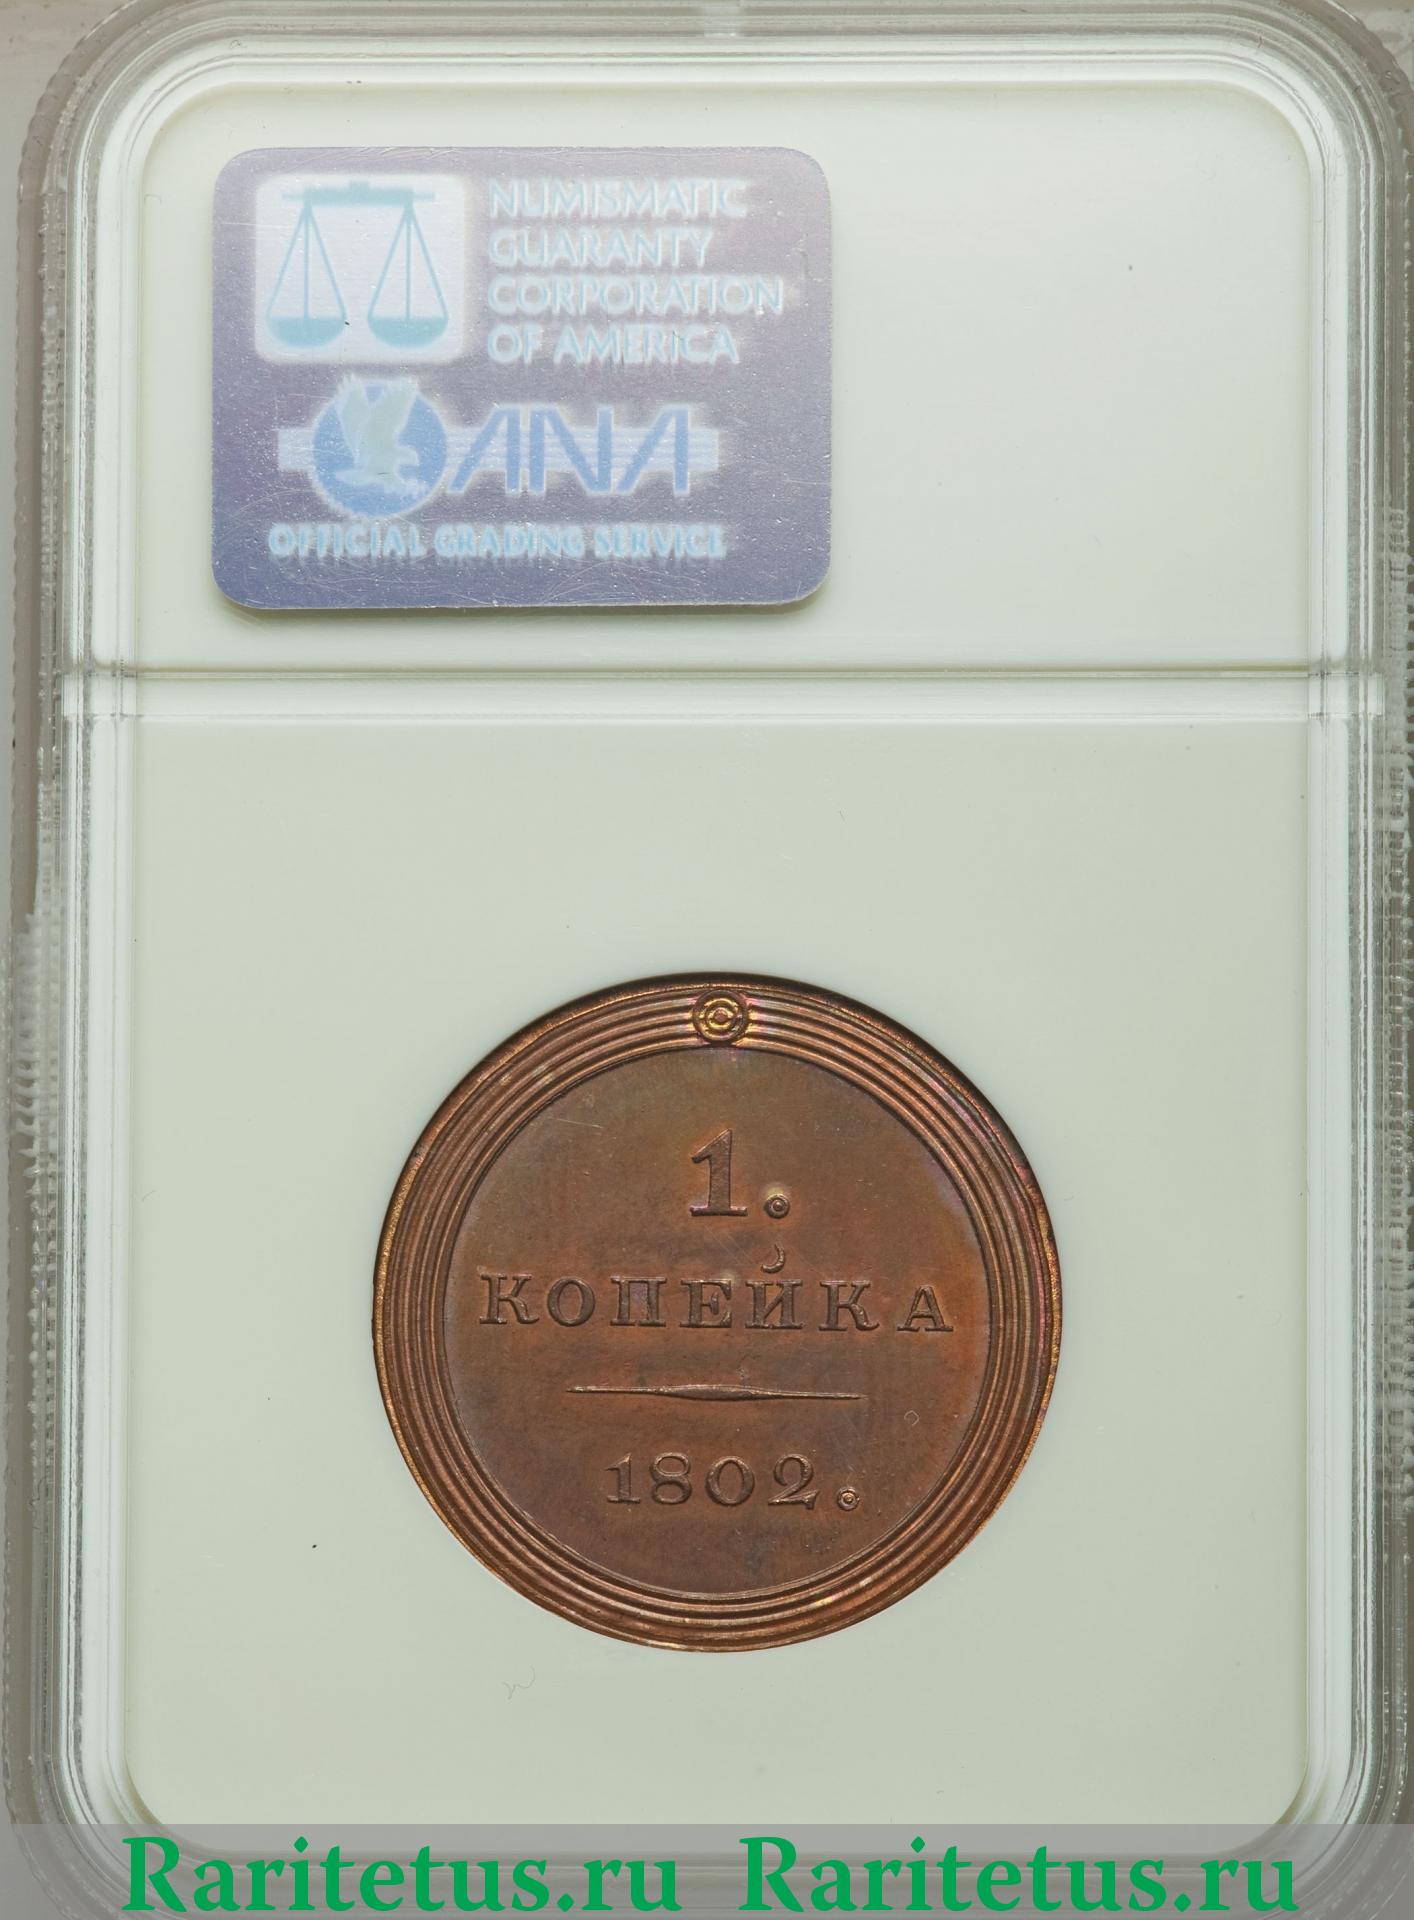 NUMISMATIC
GUARANTY
CORPORATION
OF AMERICA
ANA
OFFICIAL GRADING SERVICE
1.
КОПЕЙКА
1802.
Raritetus.ru Raritetus.ru